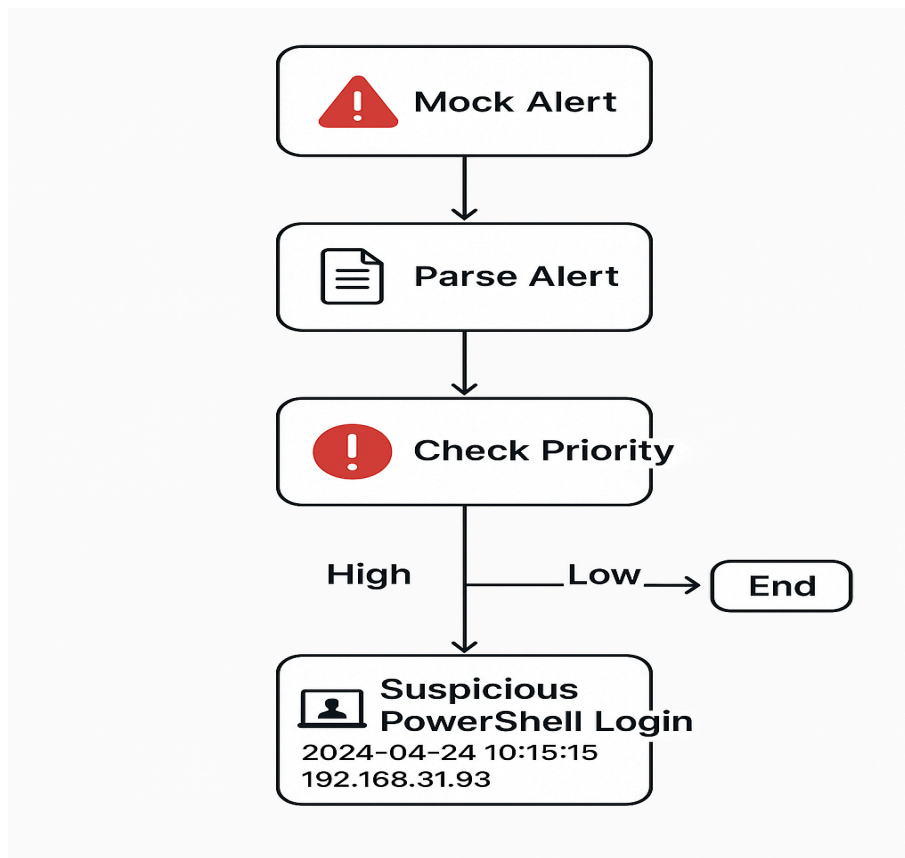 Mock Alert
Parse Alert
Check Priority
High
Low
End
Suspicious
PowerShell Login
2024-04-24 10:15:15
192.168.31.93